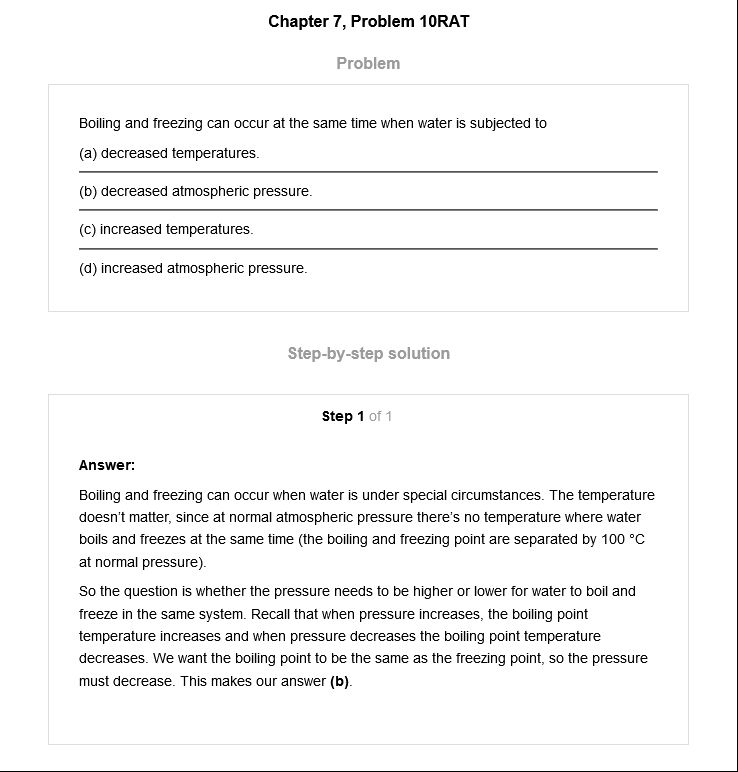 Chapter 7, Problem 10RAT
Problem
Boiling and freezing can occur at the same time when water is subjected to
(a) decreased temperatures.
(b) decreased atmospheric pressure.
(c) increased temperatures.
(d) increased atmospheric pressure.
Step-by-step solution
Step 1 of 1
Answer:
Boiling and freezing can occur when water is under special circumstances. The temperature
doesn't matter, since at normal atmospheric pressure there's no temperature where water
boils and freezes at the same time (the boiling and freezing point are separated by 100 °C
at normal pressure).
So the question is whether the pressure needs to be higher or lower for water to boil and
freeze in the same system. Recall that when pressure increases, the boiling point
temperature increases and when pressure decreases the boiling point temperature
decreases. We want the boiling point to be the same as the freezing point, so the pressure
must decrease. This makes our answer (b).